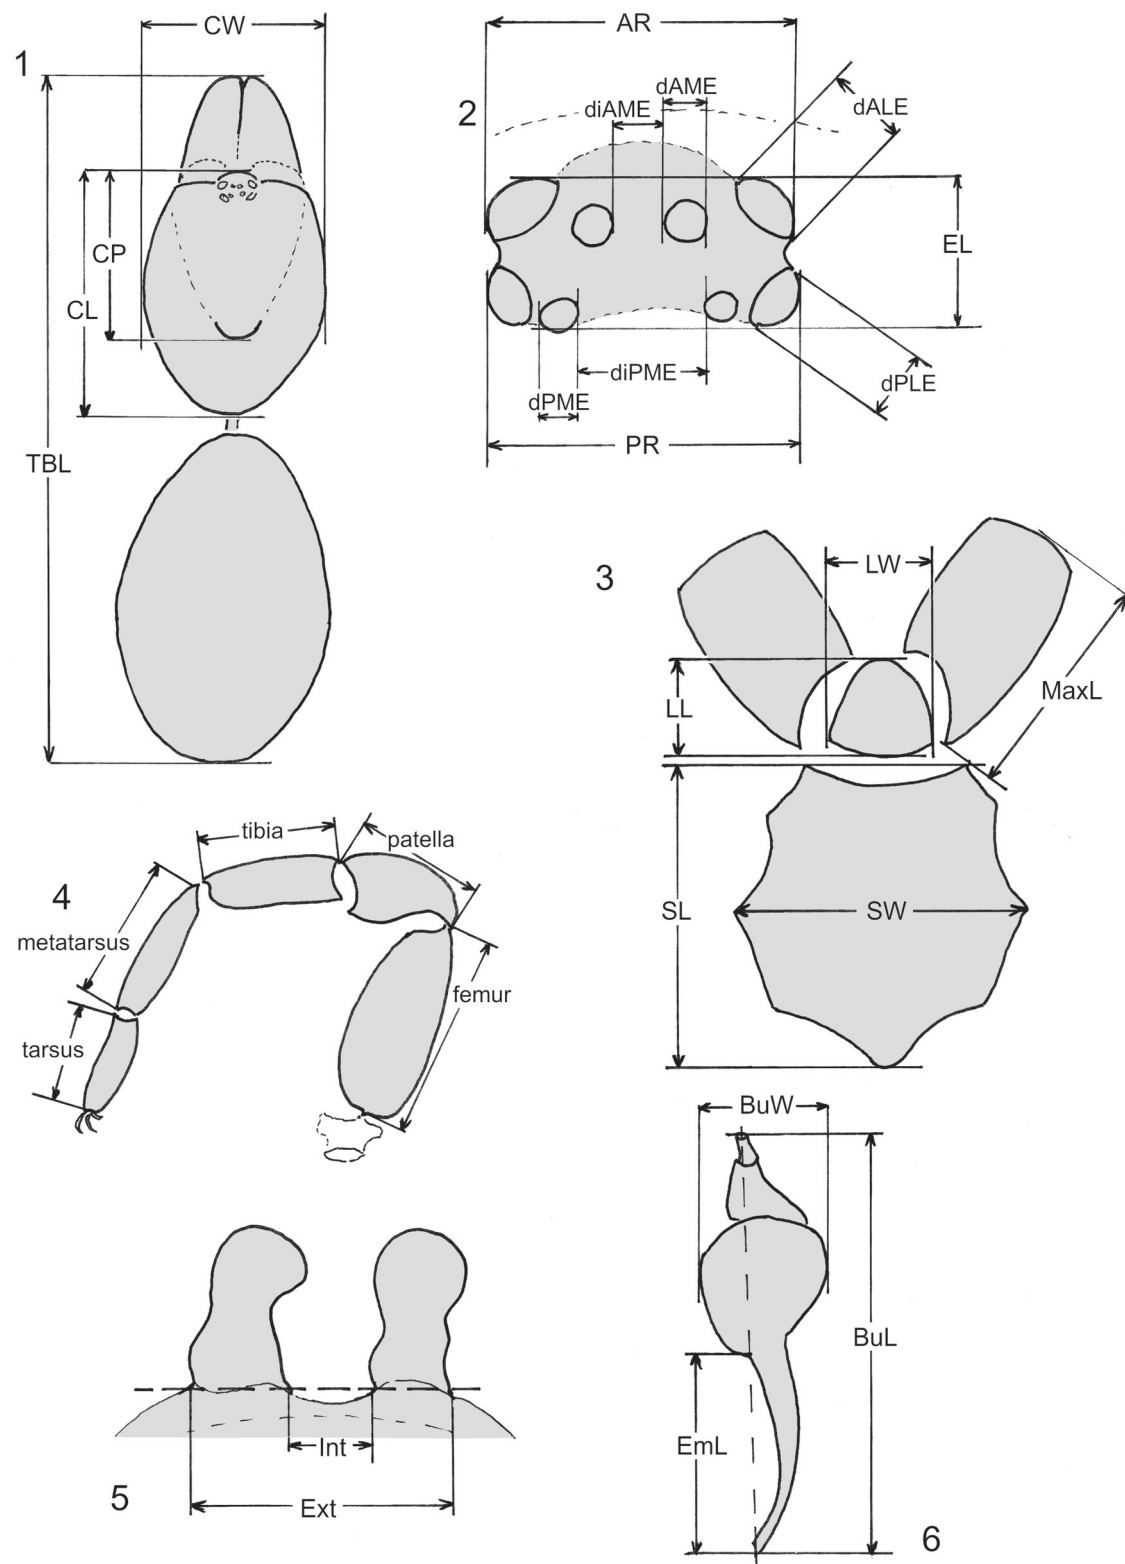 1
CW
CP
CL
TBL
2
AR
dAME
diAME
dALE
EL
diPME
dPME
dPLE
PR
3
LW
LL
MaxL
SL
SW
4
tibia
patella
metatarsus
femur
tarsus
5
Int
Ext
BuW
BuL
EmL
6